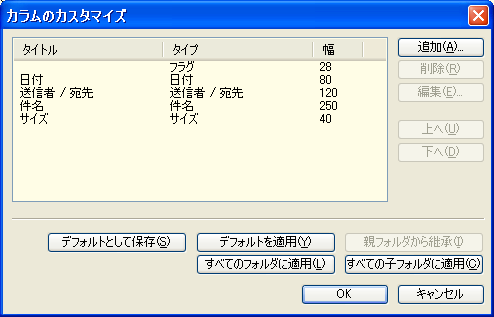 カラムのカスタマイズ
タイトル タイプ 幅
フラグ 28
日付 日付 80
送信者 / 宛先 送信者 / 宛先 120
件名 件名 250
サイズ サイズ 40
追加(A)...
削除(R)
編集(E)...
上へ(U)
下へ(D)
デフォルトとして保存(S) デフォルトを適用(Y) 親フォルダから継承(I)
すべてのフォルダに適用(L) すべての子フォルダに適用(C)
OK キャンセル